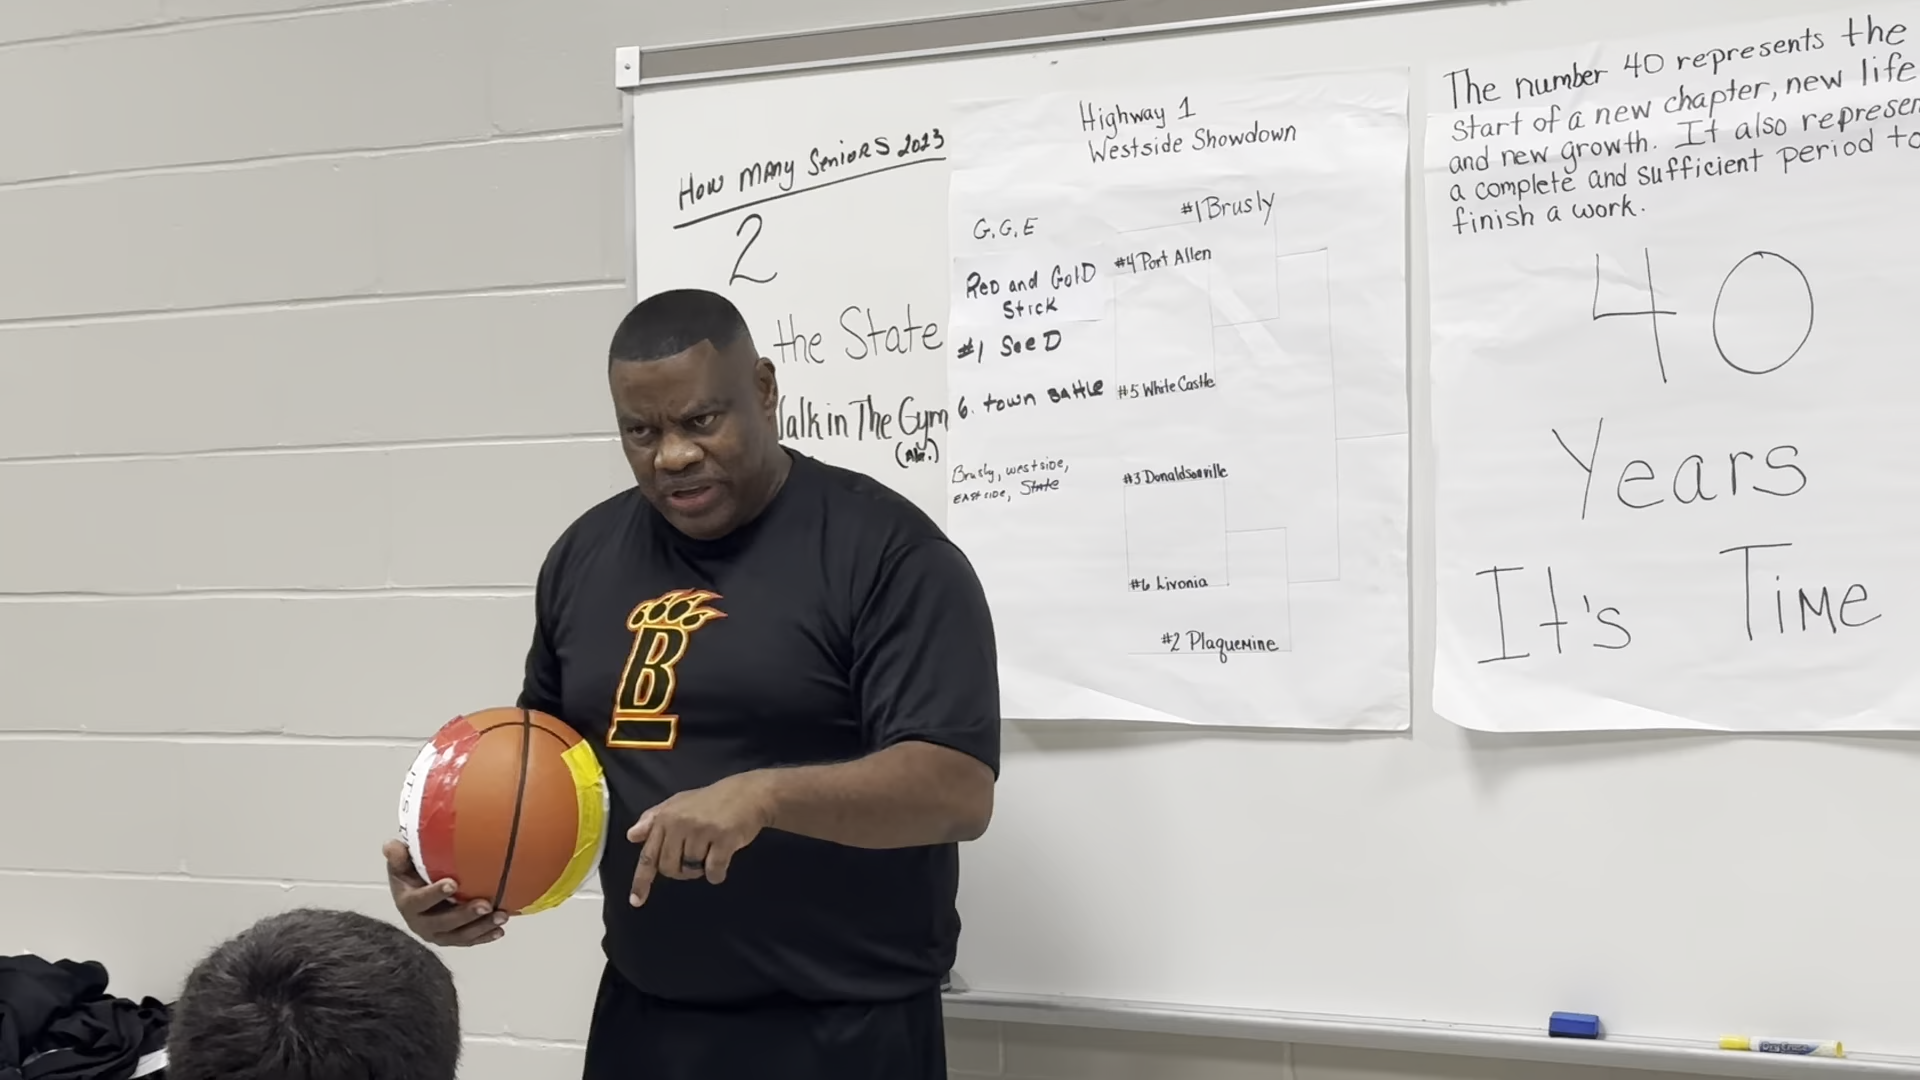 How many Seniors 2023
2
the State
Walk in The Gym
Highway 1
Westside Showdown
G.G.E
Red and Gold
Stick
#1 Seed
6. town Battle
Brusly, westside,
Eastside, State
#1 Brusly
#4 Port Allen
#5 White Castle
#3 Donaldsonville
#6 Livonia
#2 Plaquemine
The number 40 represents the
start of a new chapter, new life
and new growth. It also represen
a complete and sufficient period to
finish a work.
40
Years
It's Time
B